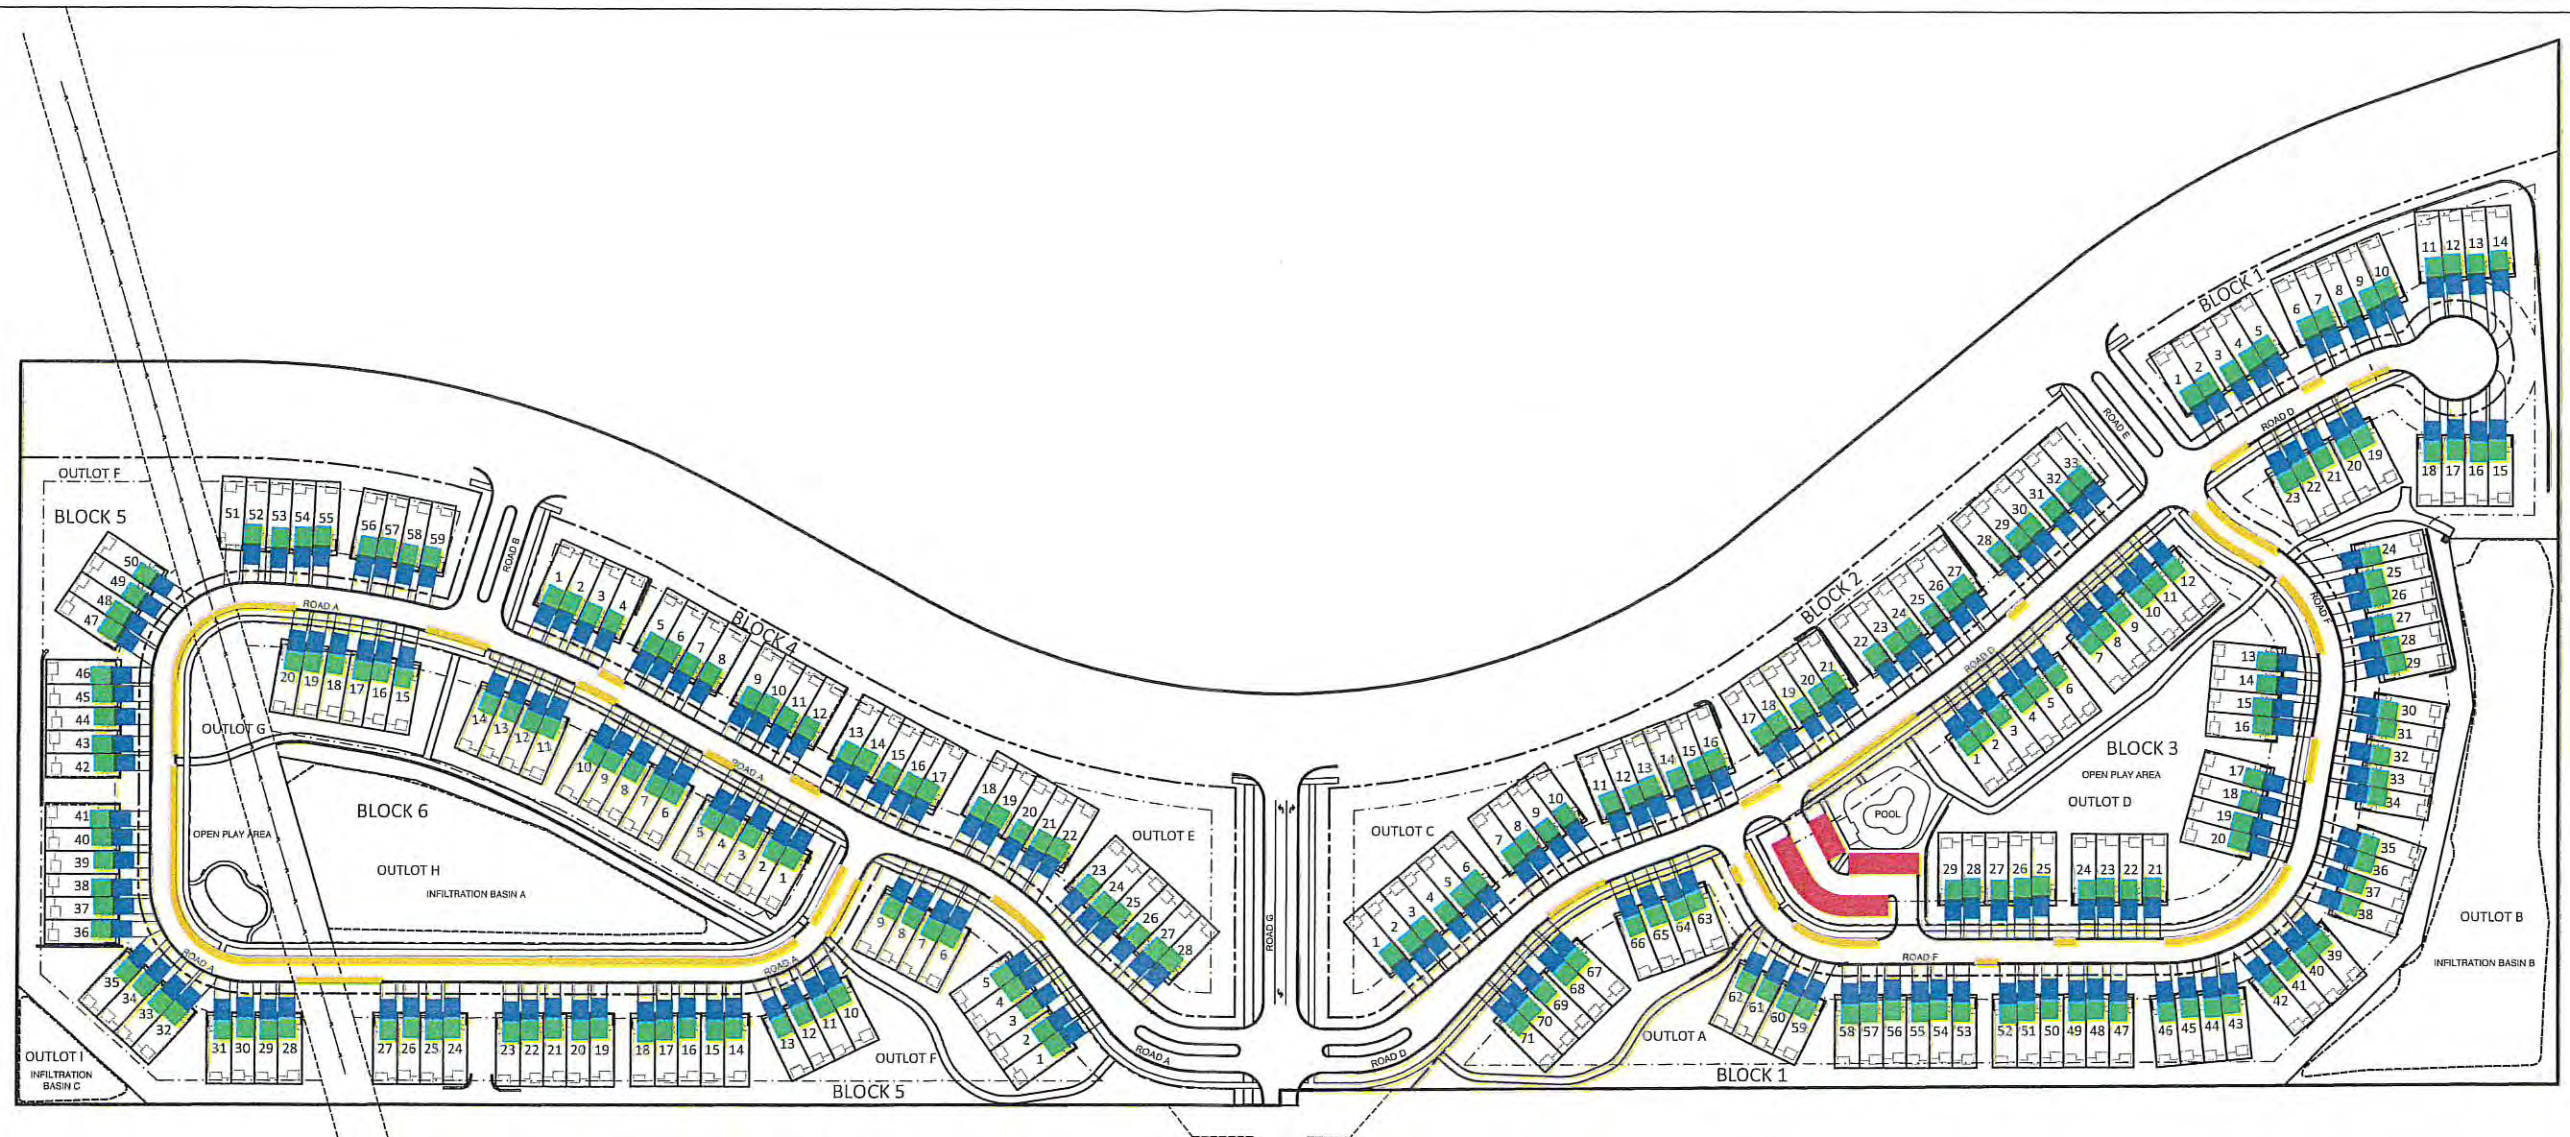 BLOCK 1
11 12 13 14
6 7 8 9 10
1 2 3 4 5
ROAD E
ROAD D
23 22 21 20 19
18 17 16 15
BLOCK 2
28 29 30 31 32 33
22 23 24 25 26 27
17 18 19 20 21
11 12 13 14 15 16
7 8 9 10
1 2 3 4 5 6
OUTLOT C
ROAD D
7 8 9 10 11 12
1 2 3 4 5 6
BLOCK 3
OPEN PLAY AREA
OUTLOT D
POOL
13
14
15
16
17
18
19
20
29 28 27 26 25
24 23 22 21
ROAD F
24
25
26
27
28
29
30
31
32
33
34
35
36
37
38
39
40
41
42
OUTLOT B
INFILTRATION BASIN B
ROAD F
66 65 64 63
67
68
69
70
71
62 61 60 59
58 57 56 55 54 53
52 51 50 49 48 47
46 45 44 43
OUTLOT A
BLOCK 1
ROAD D
ROAD G
OUTLOT F
BLOCK 5
51 52 53 54 55
56 57 58 59
ROAD B
50
49
48
47
46
45
44
43
42
41
40
39
38
37
36
35
34
33
32
ROAD A
20 19 18 17 16 15
14 13 12 11
10 9 8 7 6
5 4 3 2 1
OUTLOT G
BLOCK 6
OPEN PLAY AREA
OUTLOT H
INFILTRATION BASIN A
ROAD A
BLOCK 4
1 2 3 4
5 6 7 8
9 10 11 12
13 14 15 16 17
18 19 20 21 22
23 24 25 26 27 28
OUTLOT E
9 8 7 6
5 4 3 2 1
ROAD A
ROAD A
31 30 29 28
27 26 25 24
23 22 21 20 19
18 17 16 15 14
13 12 11 10
OUTLOT F
BLOCK 5
ROAD A
OUTLOT I
INFILTRATION
BASIN C